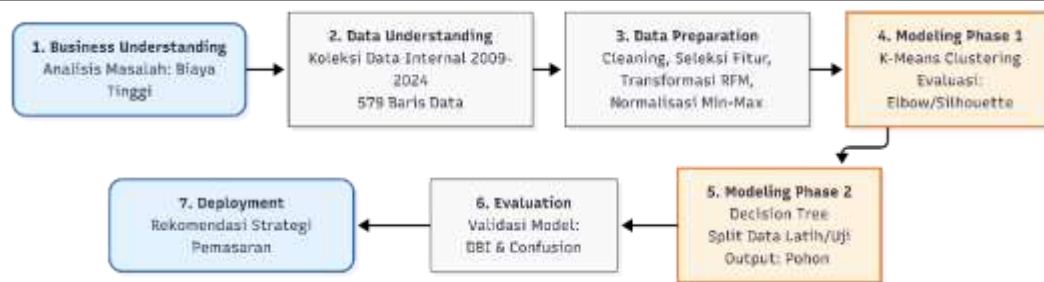 1. Business Understanding
Analisis Masalah: Biaya
Tinggi
2. Data Understanding
Koleksi Data Internal 2009-
2024
579 Baris Data
3. Data Preparation
Cleaning, Seleksi Fitur,
Transformasi RFM,
Normalisasi Min-Max
4. Modeling Phase 1
K-Means Clustering
Evaluasi:
Elbow/Silhouette
5. Modeling Phase 2
Decision Tree
Split Data Latih/Uji
Output: Pohon
6. Evaluation
Validasi Model:
DBI & Confusion
7. Deployment
Rekomendasi Strategi
Pemasaran